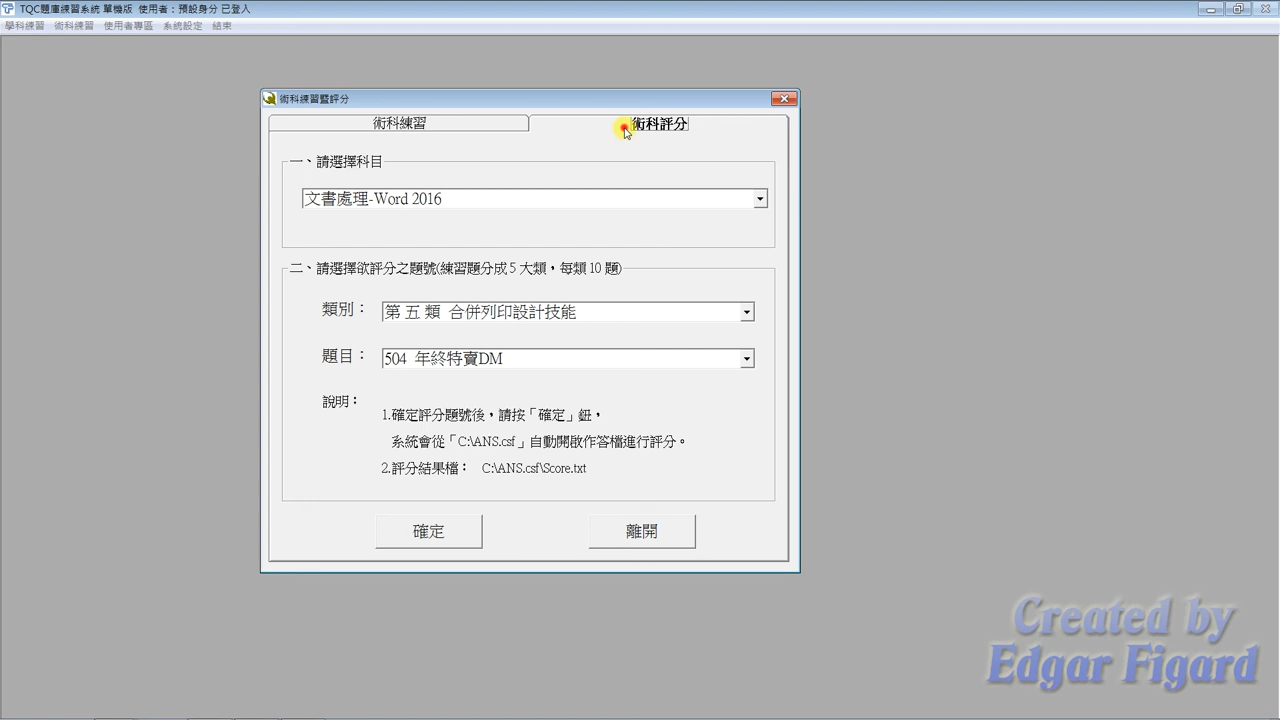 TQC題庫練習系統 單機版 使用者：預設身分 已登入
學科練習 術科練習 使用者專區 系統設定 結束
術科練習暨評分
術科練習 術科評分
一、請選擇科目
文書處理-Word 2016
二、請選擇欲評分之題號(練習題分成 5 大類，每類 10 題)
類別： 第 五 類 合併列印設計技能
題目： 504 年終特賣DM
說明：
1.確定評分題號後，請按「確定」鈕，
系統會從「C:\ANS.csf」自動開啟作答檔進行評分。
2.評分結果檔： C:\ANS.csf\Score.txt
確定 離開
Created by
Edgar Figard